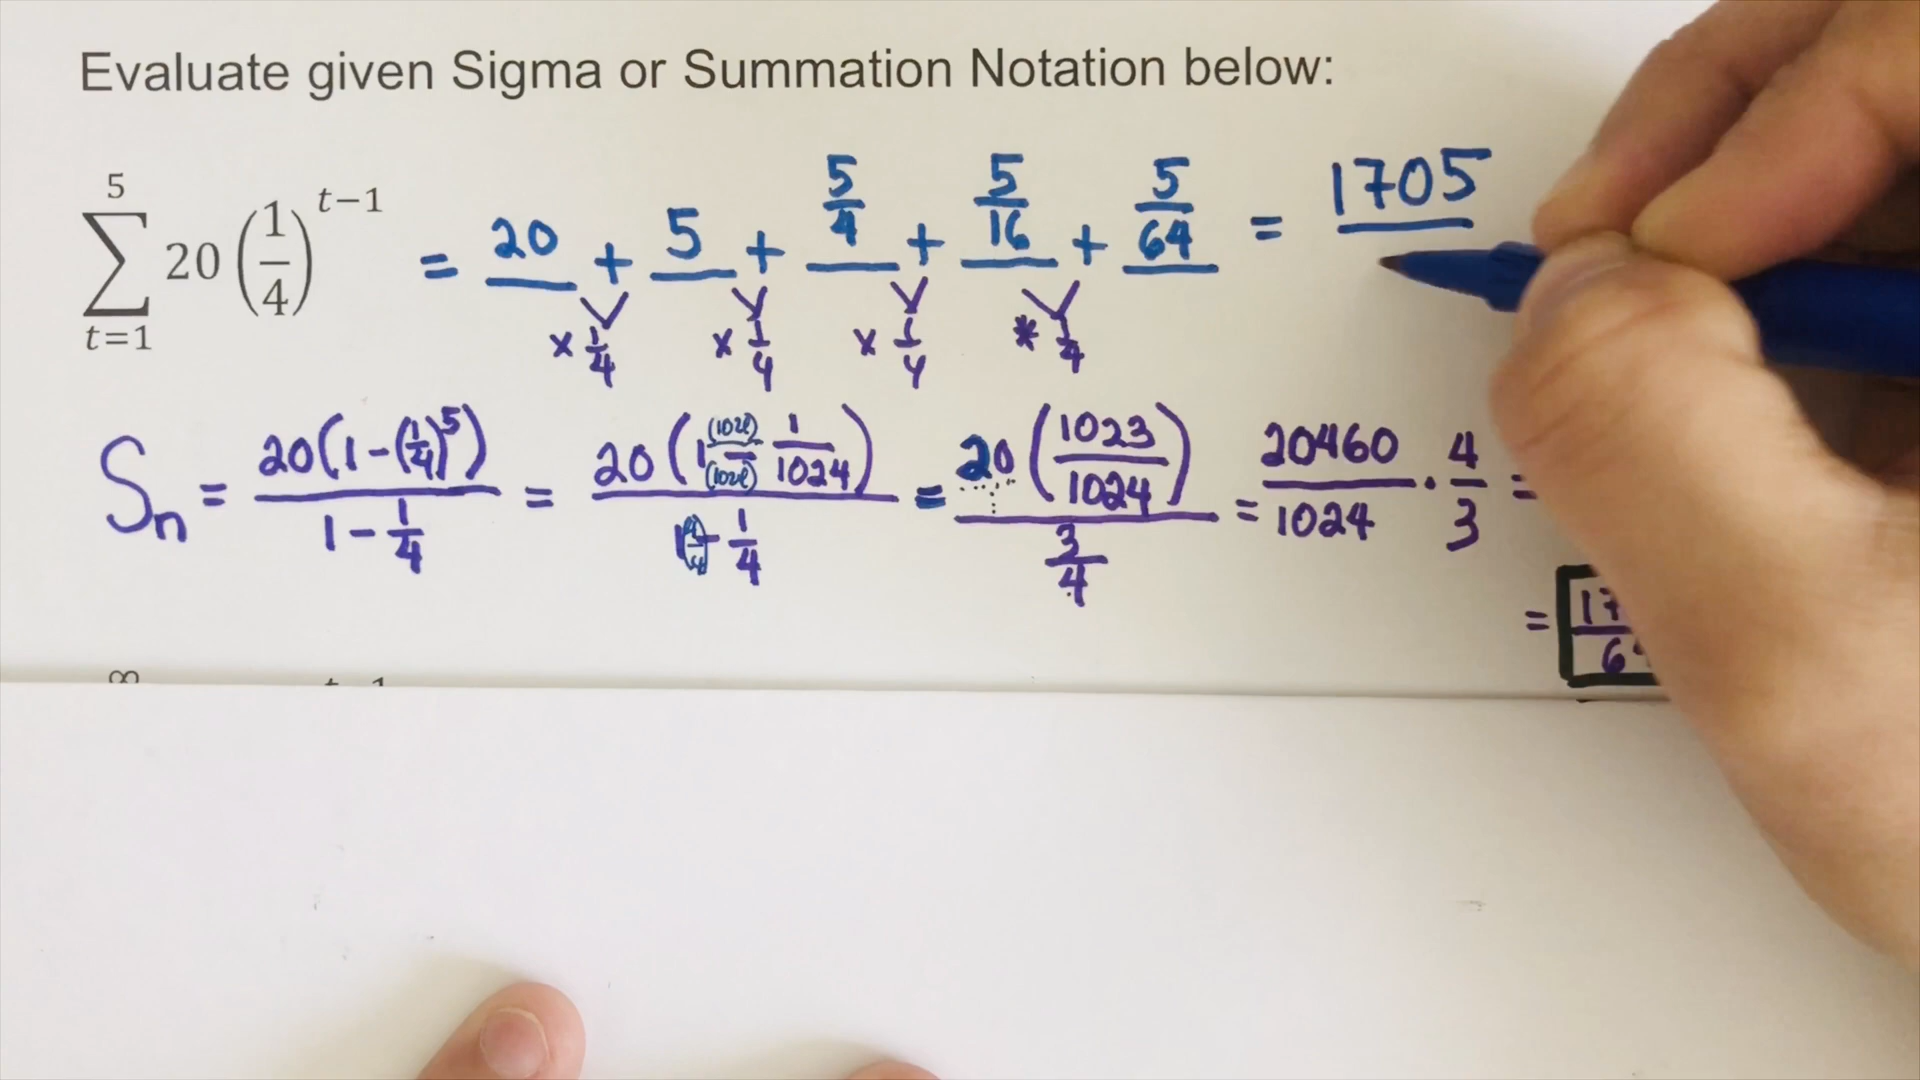 Evaluate given Sigma or Summation Notation below:
5
∑ 20 (1/4)^(t−1) = 20 + 5 + 5/4 + 5/16 + 5/64 = 1705
t=1
× 1/4 × 1/4 × 1/4 * 1/4
Sn = 20(1 - (1/4)^5) / (1 - 1/4) = 20(1 - 1/1024) / (1 - 1/4) = 20(1023/1024) / (3/4) = 20460/1024 · 4/3 =
=
∞ t 1